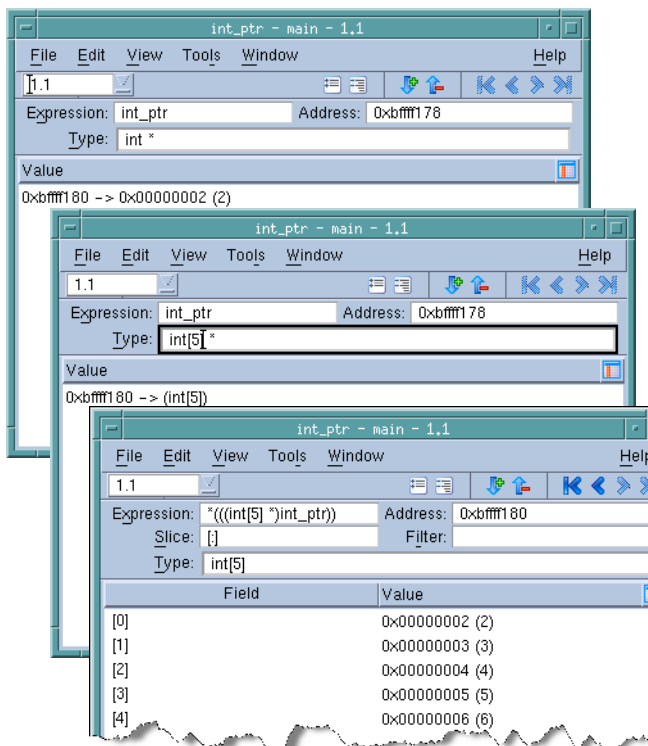 int_ptr - main - 1.1
File Edit View Tools Window Help
1.1
Expression: int_ptr Address: 0xbffff178
Type: int *
Value
0xbffff180 -> 0x00000002 (2)
int_ptr - main - 1.1
File Edit View Tools Window Help
1.1
Expression: int_ptr Address: 0xbffff178
Type: int[5] *
Value
0xbffff180 -> (int[5])
int_ptr - main - 1.1
File Edit View Tools Window Help
1.1
Expression: *(((int[5] *)int_ptr)) Address: 0xbffff180
Slice: [:] Filter:
Type: int[5]
Field Value
[0] 0x00000002 (2)
[1] 0x00000003 (3)
[2] 0x00000004 (4)
[3] 0x00000005 (5)
[4] 0x00000006 (6)